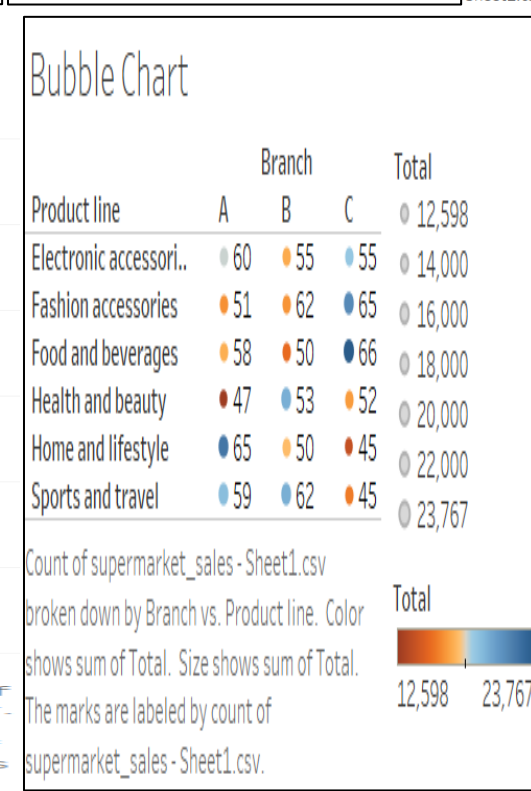 Bubble Chart
Branch
Product line A B C
Electronic accessori.. 60 55 55
Fashion accessories 51 62 65
Food and beverages 58 50 66
Health and beauty 47 53 52
Home and lifestyle 65 50 45
Sports and travel 59 62 45
Total
12,598
14,000
16,000
18,000
20,000
22,000
23,767
Count of supermarket_sales - Sheet1.csv
broken down by Branch vs. Product line. Color
shows sum of Total. Size shows sum of Total.
The marks are labeled by count of
supermarket_sales - Sheet1.csv.
Total
12,598 23,767